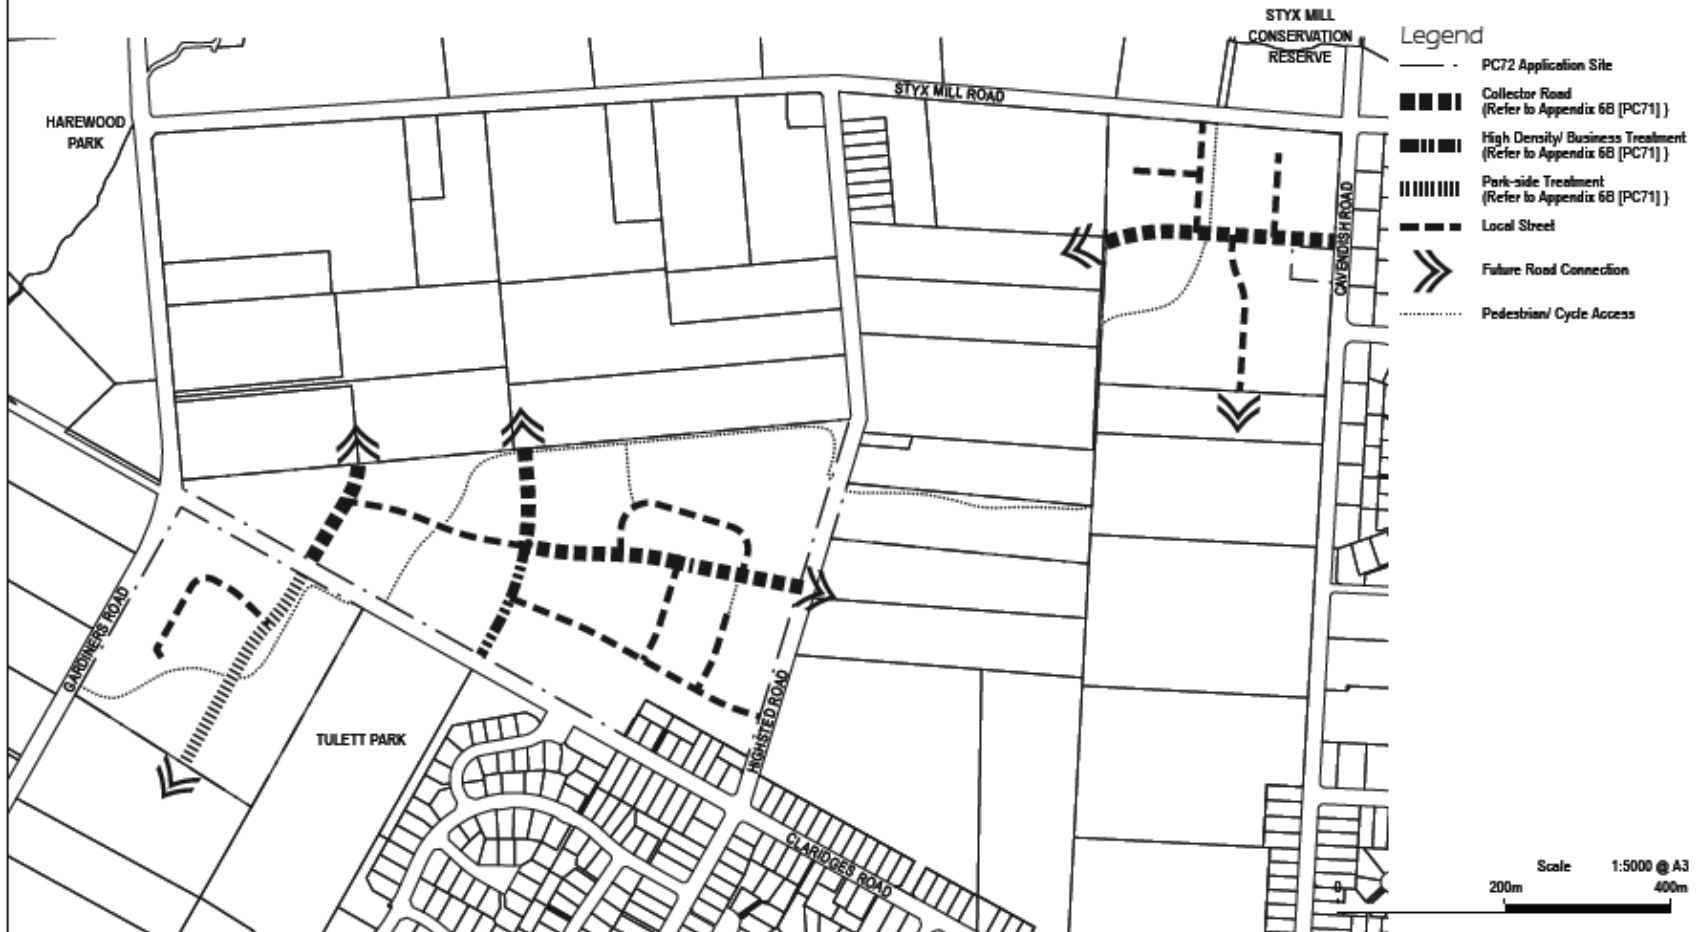 STYX MILL
CONSERVATION
RESERVE
HAREWOOD
PARK
STYX MILL ROAD
CAVENDISH ROAD
GARDINERS ROAD
HIGHSTED ROAD
TULETT PARK
CLARIDGES ROAD
Legend
PC72 Application Site
Collector Road
(Refer to Appendix 6B [PC71] )
High Density/ Business Treatment
(Refer to Appendix 6B [PC71] )
Park-side Treatment
(Refer to Appendix 6B [PC71] )
Local Street
Future Road Connection
Pedestrian/ Cycle Access
Scale 1:5000 @ A3
0 200m 400m